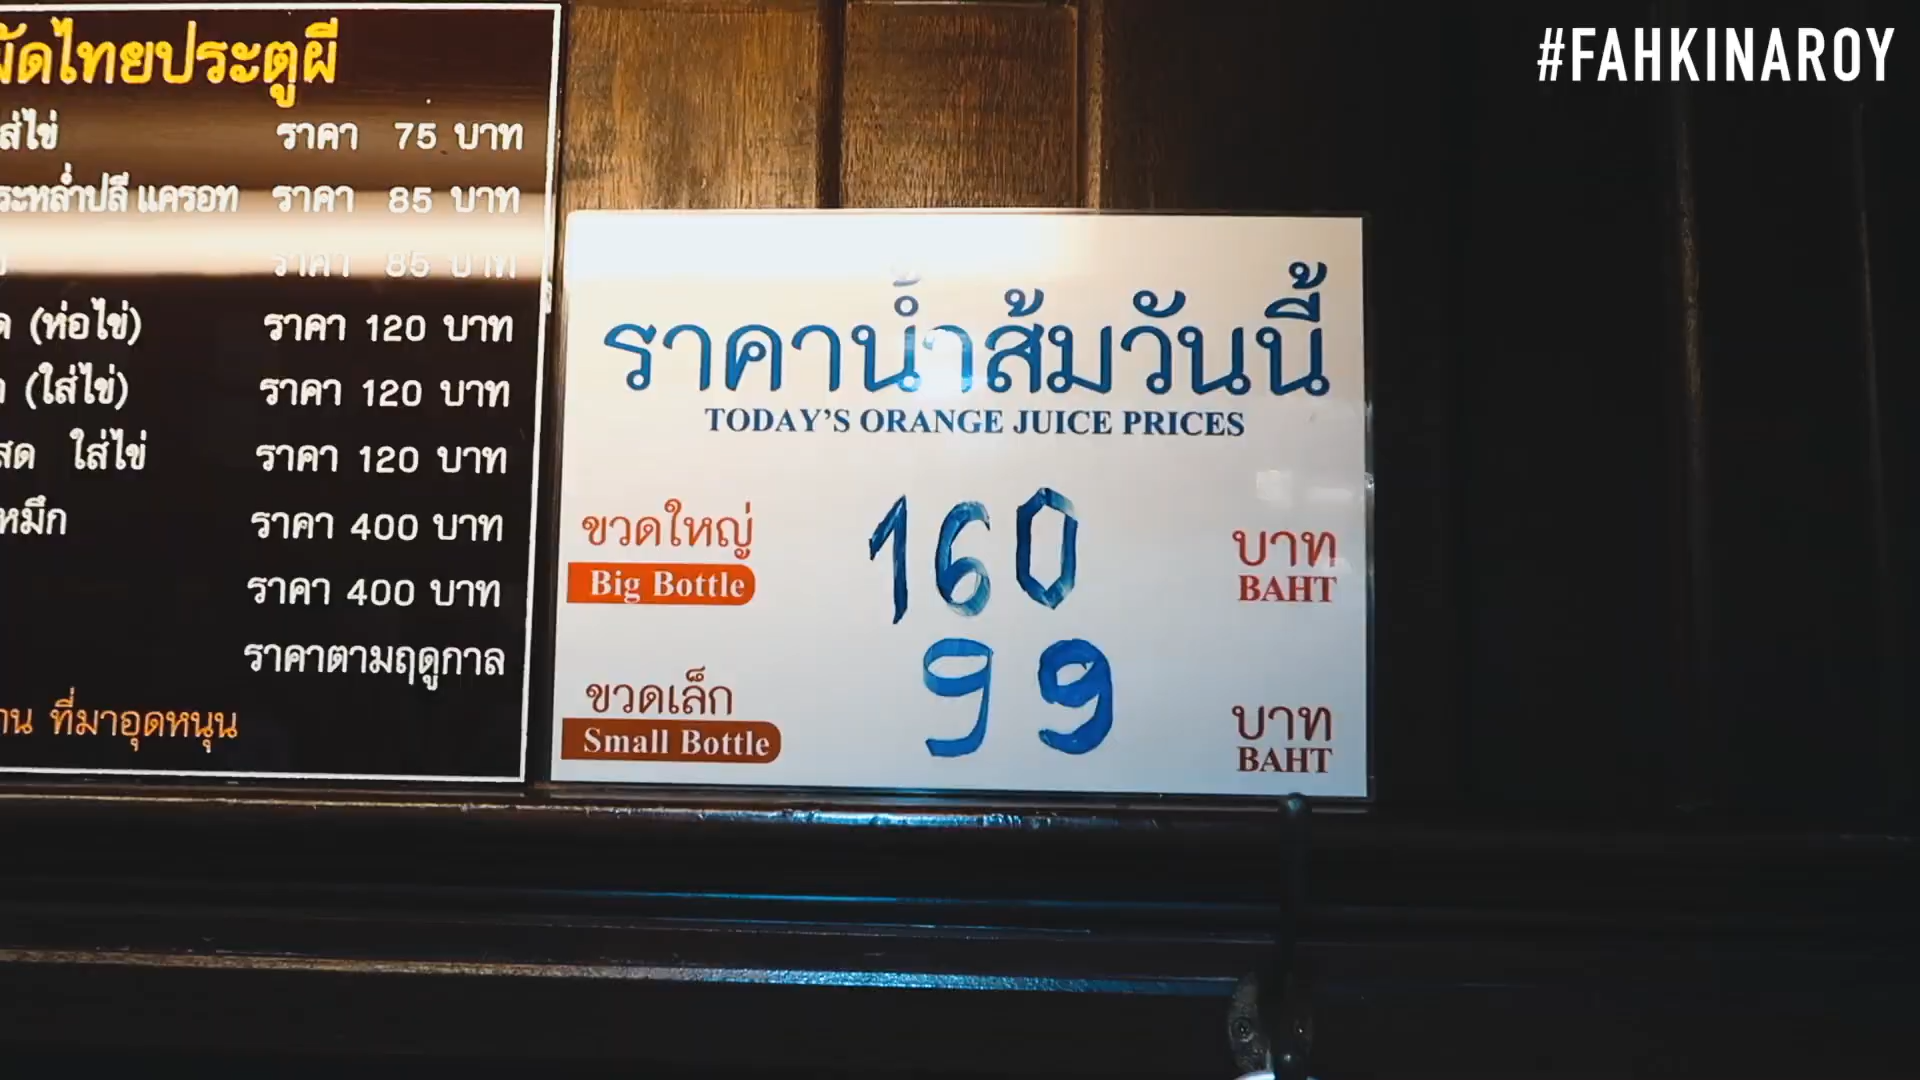 #FAHKINAROY
ผัดไทยประตูผี
ใส่ไข่ ราคา 75 บาท
กระหล่ำปลี แครอท ราคา 85 บาท
ราคา 85 บาท
(ห่อไข่) ราคา 120 บาท
(ใส่ไข่) ราคา 120 บาท
สด ใส่ไข่ ราคา 120 บาท
หมึก ราคา 400 บาท
ราคา 400 บาท
ราคาตามฤดูกาล
ที่มาอุดหนุน
ราคาน้ำส้มวันนี้
TODAY'S ORANGE JUICE PRICES
ขวดใหญ่ 160 บาท
Big Bottle BAHT
ขวดเล็ก 99 บาท
Small Bottle BAHT